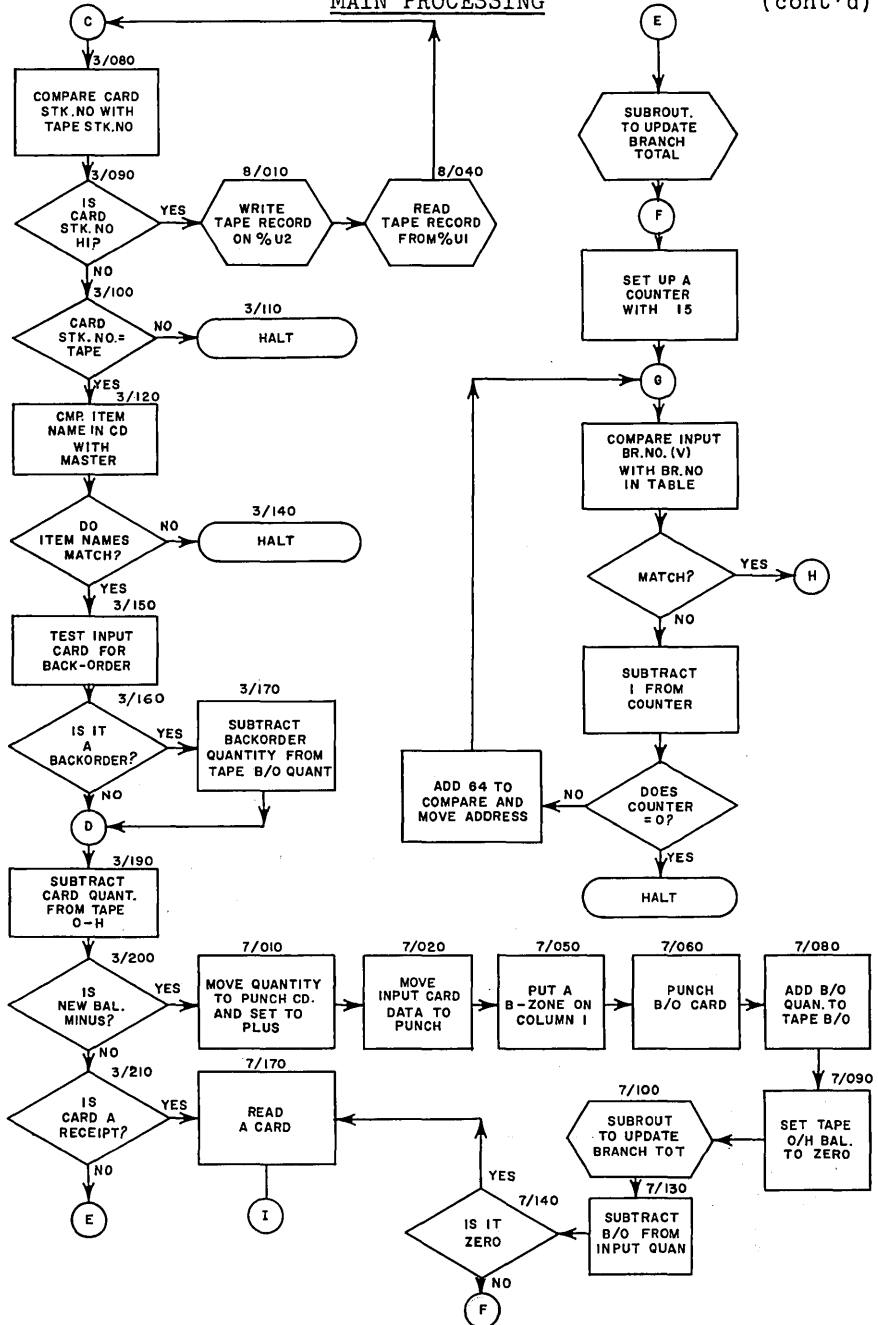 MAIN PROCESSING
(cont'd)
C
3/080
COMPARE CARD
STK.NO WITH
TAPE STK.NO
3/090
IS
CARD
STK.NO
HI?
YES
NO
8/010
WRITE
TAPE RECORD
ON %U2
8/040
READ
TAPE RECORD
FROM%U1
3/100
CARD
STK.NO.=
TAPE
NO
YES
3/110
HALT
3/120
CMP. ITEM
NAME IN CD
WITH
MASTER
DO
ITEM NAMES
MATCH?
NO
YES
3/140
HALT
3/150
TEST INPUT
CARD FOR
BACK-ORDER
3/160
IS IT
A
BACKORDER?
YES
NO
3/170
SUBTRACT
BACKORDER
QUANTITY FROM
TAPE B/O QUANT
D
3/190
SUBTRACT
CARD QUANT.
FROM TAPE
O-H
3/200
IS
NEW BAL.
MINUS?
YES
NO
7/010
MOVE QUANTITY
TO PUNCH CD.
AND SET TO
PLUS
7/020
MOVE
INPUT CARD
DATA TO
PUNCH
7/050
PUT A
B-ZONE ON
COLUMN 1
7/060
PUNCH
B/O CARD
7/080
ADD B/O
QUAN. TO
TAPE B/O
7/090
SET TAPE
O/H BAL.
TO ZERO
7/100
SUBROUT
TO UPDATE
BRANCH TOT
7/130
SUBTRACT
B/O FROM
INPUT QUAN
7/140
IS IT
ZERO
YES
NO
F
3/210
IS
CARD A
RECEIPT?
YES
NO
7/170
READ
A CARD
I
E
E
SUBROUT.
TO UPDATE
BRANCH
TOTAL
F
SET UP A
COUNTER
WITH 15
G
COMPARE INPUT
BR.NO.(V)
WITH BR.NO
IN TABLE
MATCH?
YES
H
NO
SUBTRACT
1 FROM
COUNTER
DOES
COUNTER
=0?
NO
ADD 64 TO
COMPARE AND
MOVE ADDRESS
YES
HALT